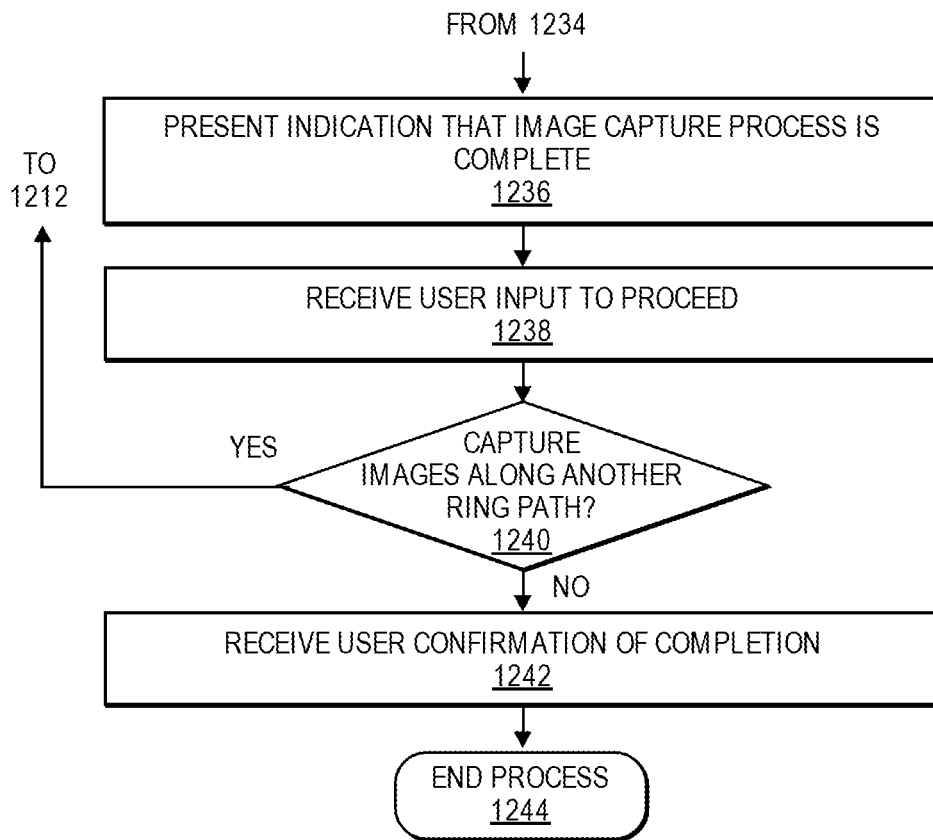 FROM 1234
PRESENT INDICATION THAT IMAGE CAPTURE PROCESS IS
COMPLETE
1236
TO
1212
RECEIVE USER INPUT TO PROCEED
1238
YES
CAPTURE
IMAGES ALONG ANOTHER
RING PATH?
1240
NO
RECEIVE USER CONFIRMATION OF COMPLETION
1242
END PROCESS
1244